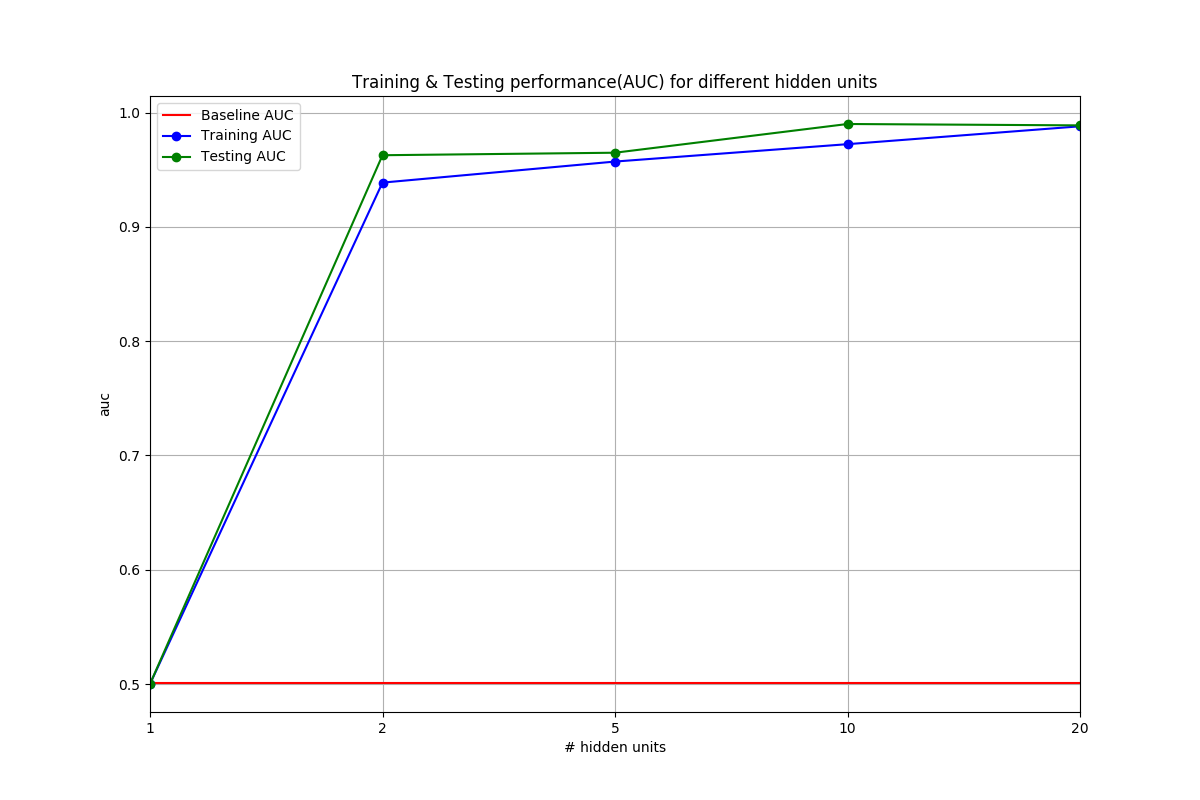 Training & Testing performance(AUC) for different hidden units
Baseline AUC
Training AUC
Testing AUC
1.0
0.9
0.8
0.7
0.6
0.5
auc
1 2 5 10 20
# hidden units